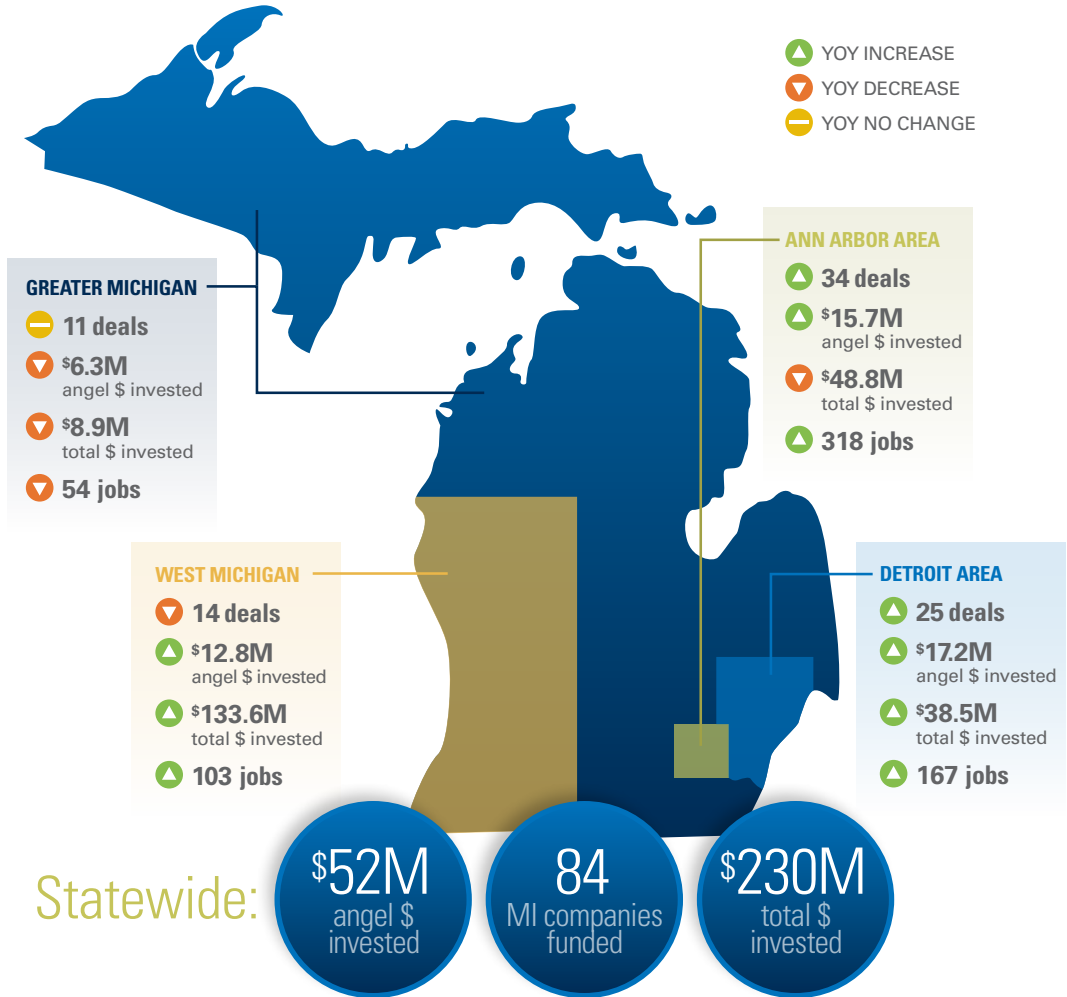 YOY INCREASE
YOY DECREASE
YOY NO CHANGE
ANN ARBOR AREA
34 deals
$15.7M
angel $ invested
$48.8M
total $ invested
318 jobs
GREATER MICHIGAN
11 deals
$6.3M
angel $ invested
$8.9M
total $ invested
54 jobs
WEST MICHIGAN
14 deals
$12.8M
angel $ invested
$133.6M
total $ invested
103 jobs
DETROIT AREA
25 deals
$17.2M
angel $ invested
$38.5M
total $ invested
167 jobs
Statewide:
$52M
angel $
invested
84
MI companies
funded
$230M
total $
invested